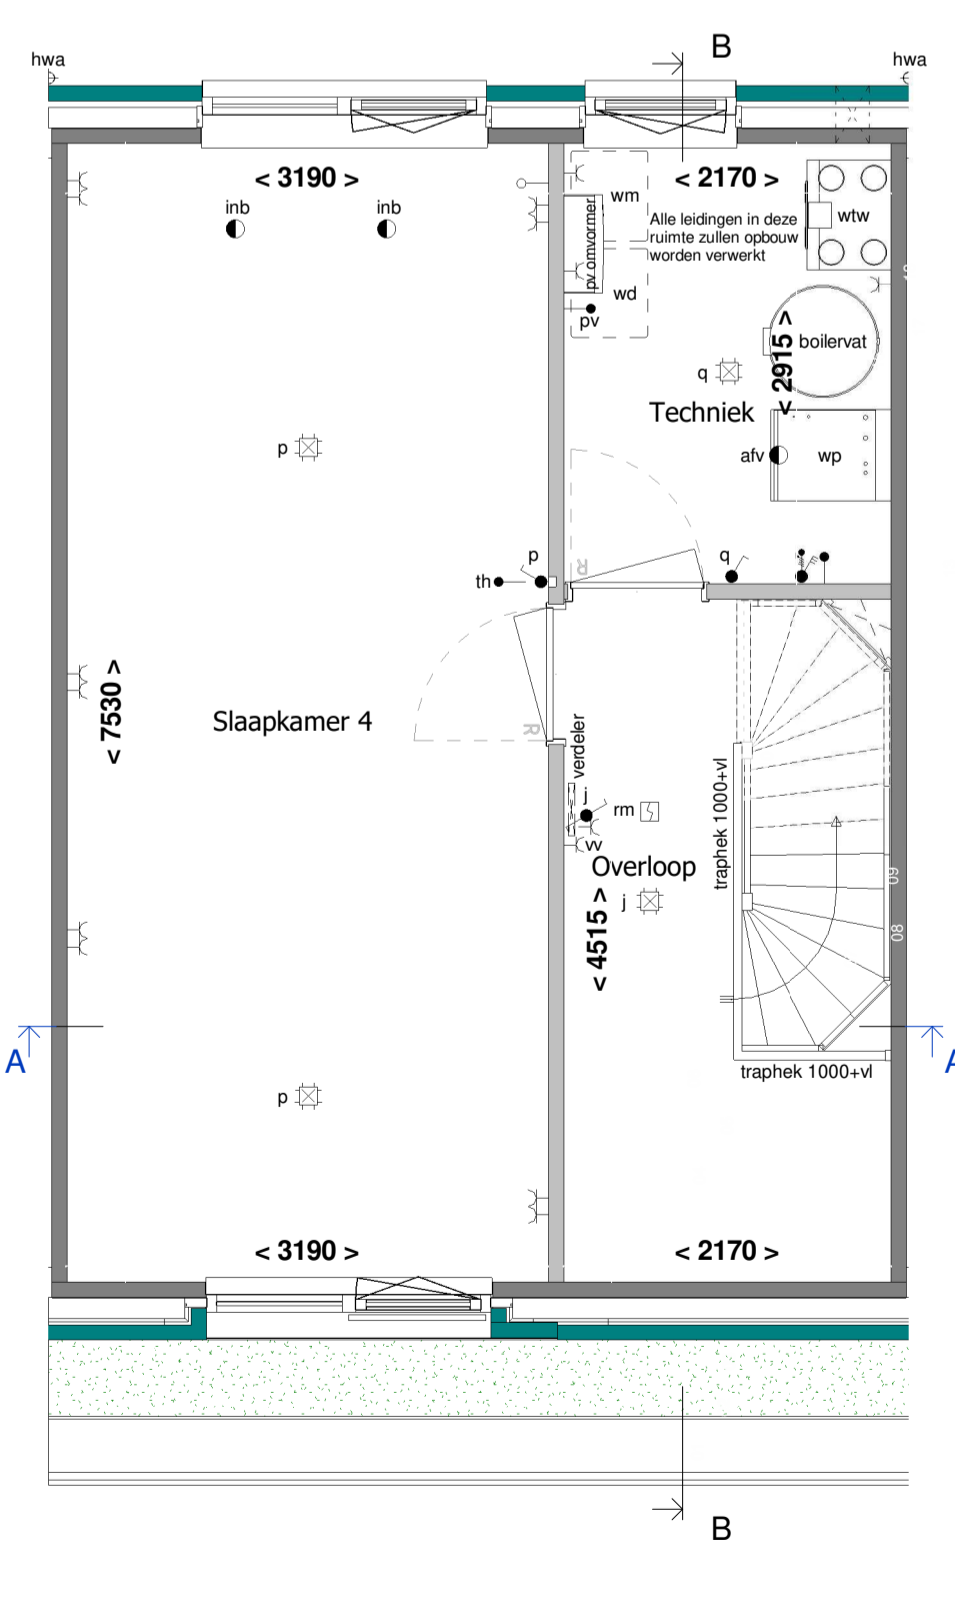 B
hwa
hwa
< 3190 >
< 2170 >
inb
inb
wm
pv omvormer
Alle leidingen in deze
ruimte zullen opbouw
worden verwerkt
wtw
wd
pv
< 2915 >
boilervat
q
Techniek
p
afv
wp
p
q
th
R
R
< 7530 >
Slaapkamer 4
verdeler
j
rm
traphek 1000+vl
vv
Overloop
j
< 4515 >
09
08
A
A
traphek 1000+vl
p
< 3190 >
< 2170 >
B